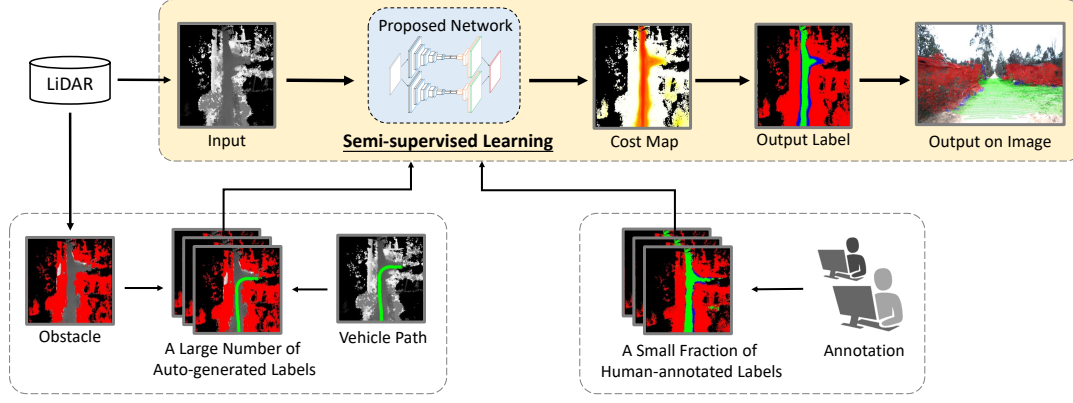 Proposed Network
LiDAR
Input
Semi-supervised Learning
Cost Map
Output Label
Output on Image
Obstacle
A Large Number of
Auto-generated Labels
Vehicle Path
A Small Fraction of
Human-annotated Labels
Annotation